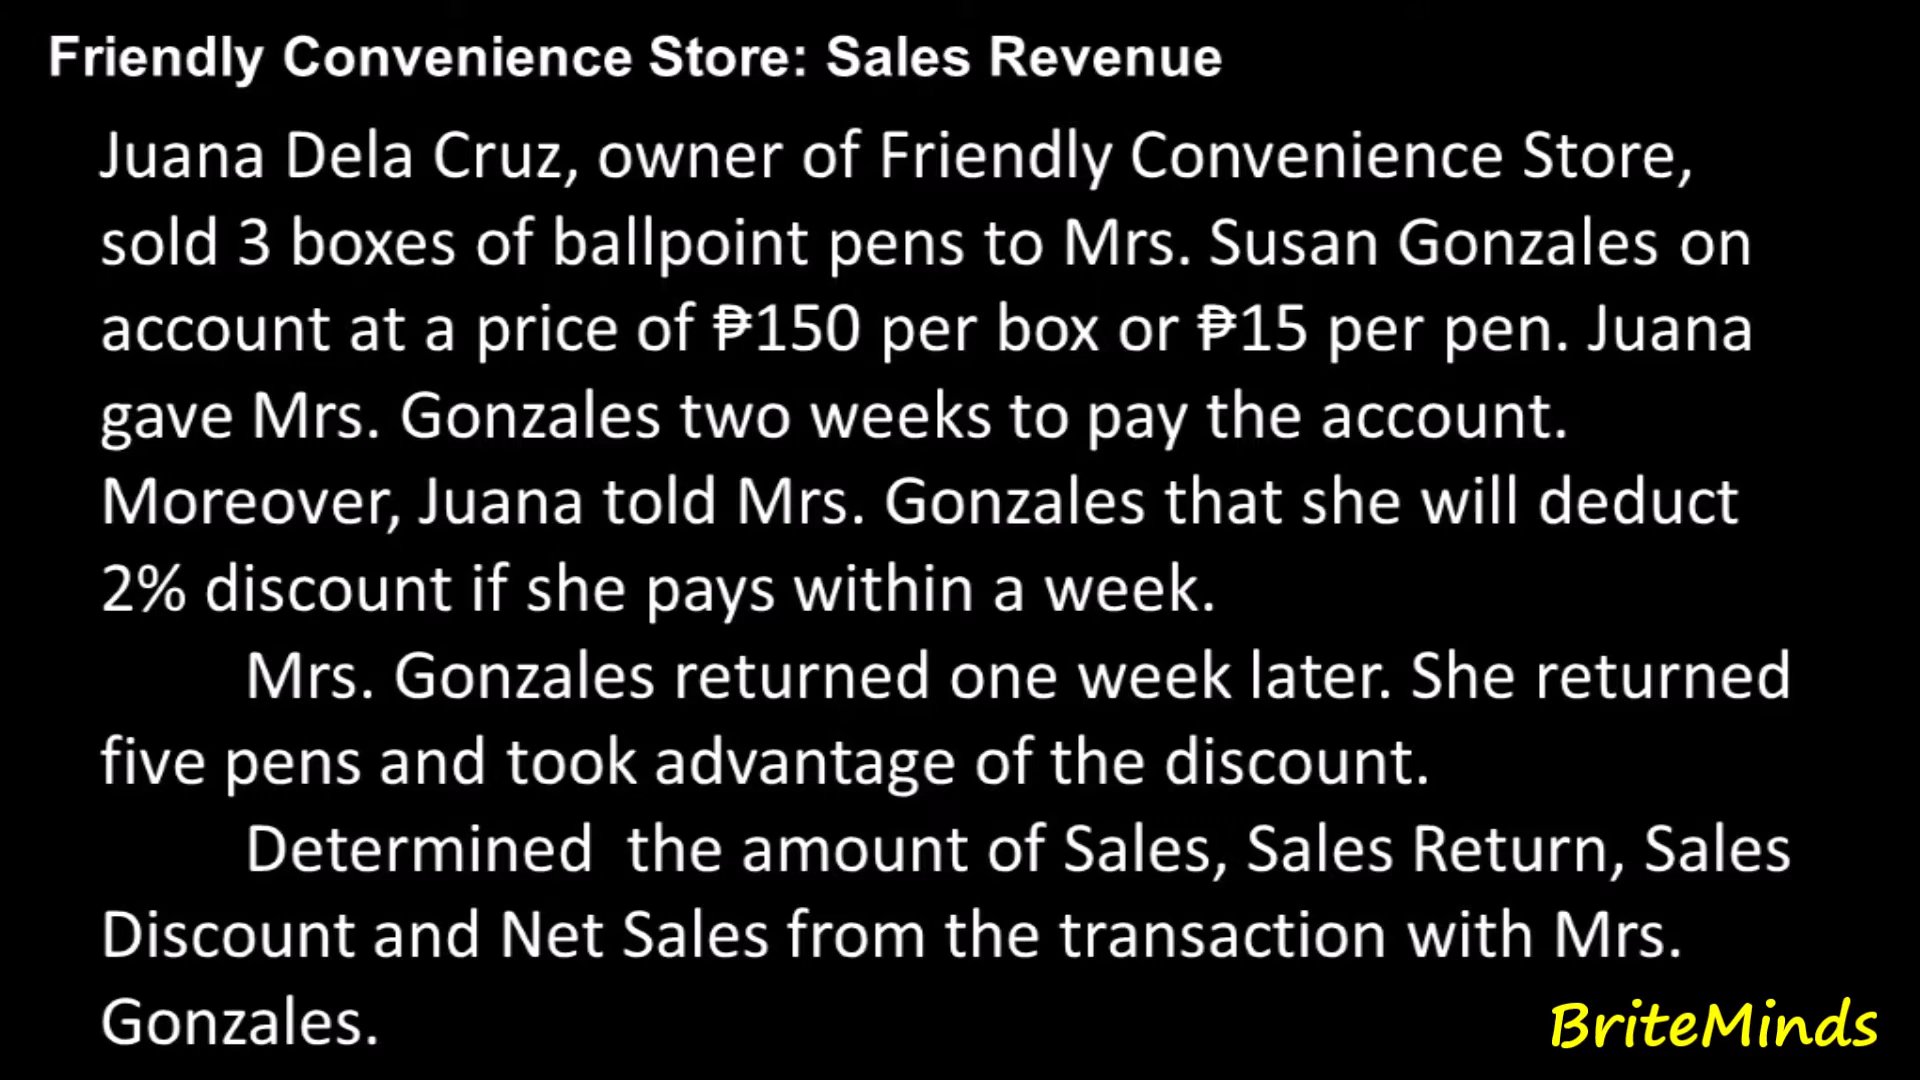 Friendly Convenience Store: Sales Revenue
Juana Dela Cruz, owner of Friendly Convenience Store,
sold 3 boxes of ballpoint pens to Mrs. Susan Gonzales on
account at a price of ₱150 per box or ₱15 per pen. Juana
gave Mrs. Gonzales two weeks to pay the account.
Moreover, Juana told Mrs. Gonzales that she will deduct
2% discount if she pays within a week.
Mrs. Gonzales returned one week later. She returned
five pens and took advantage of the discount.
Determined  the amount of Sales, Sales Return, Sales
Discount and Net Sales from the transaction with Mrs.
Gonzales.
BriteMinds